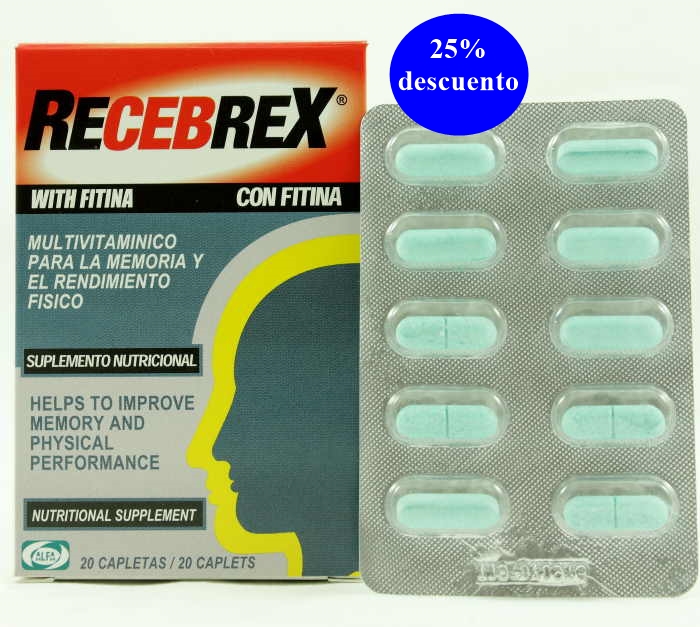 25%
descuento
RECEBREX®
WITH FITINA
CON FITINA
MULTIVITAMINICO
PARA LA MEMORIA Y
EL RENDIMIENTO
FISICO
SUPLEMENTO NUTRICIONAL
HELPS TO IMPROVE
MEMORY AND
PHYSICAL
PERFORMANCE
NUTRITIONAL SUPPLEMENT
ALFA
20 CAPLETAS / 20 CAPLETS